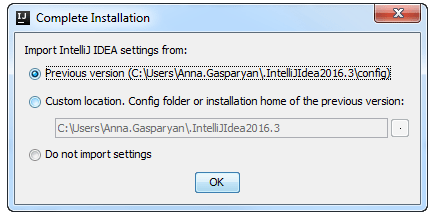 IJ Complete Installation
Import IntelliJ IDEA settings from:
Previous version (C:\Users\Anna.Gasparyan\.IntelliJIdea2016.3\config)
Custom location. Config folder or installation home of the previous version:
C:\Users\Anna.Gasparyan\.IntelliJIdea2016.3
.
Do not import settings
OK